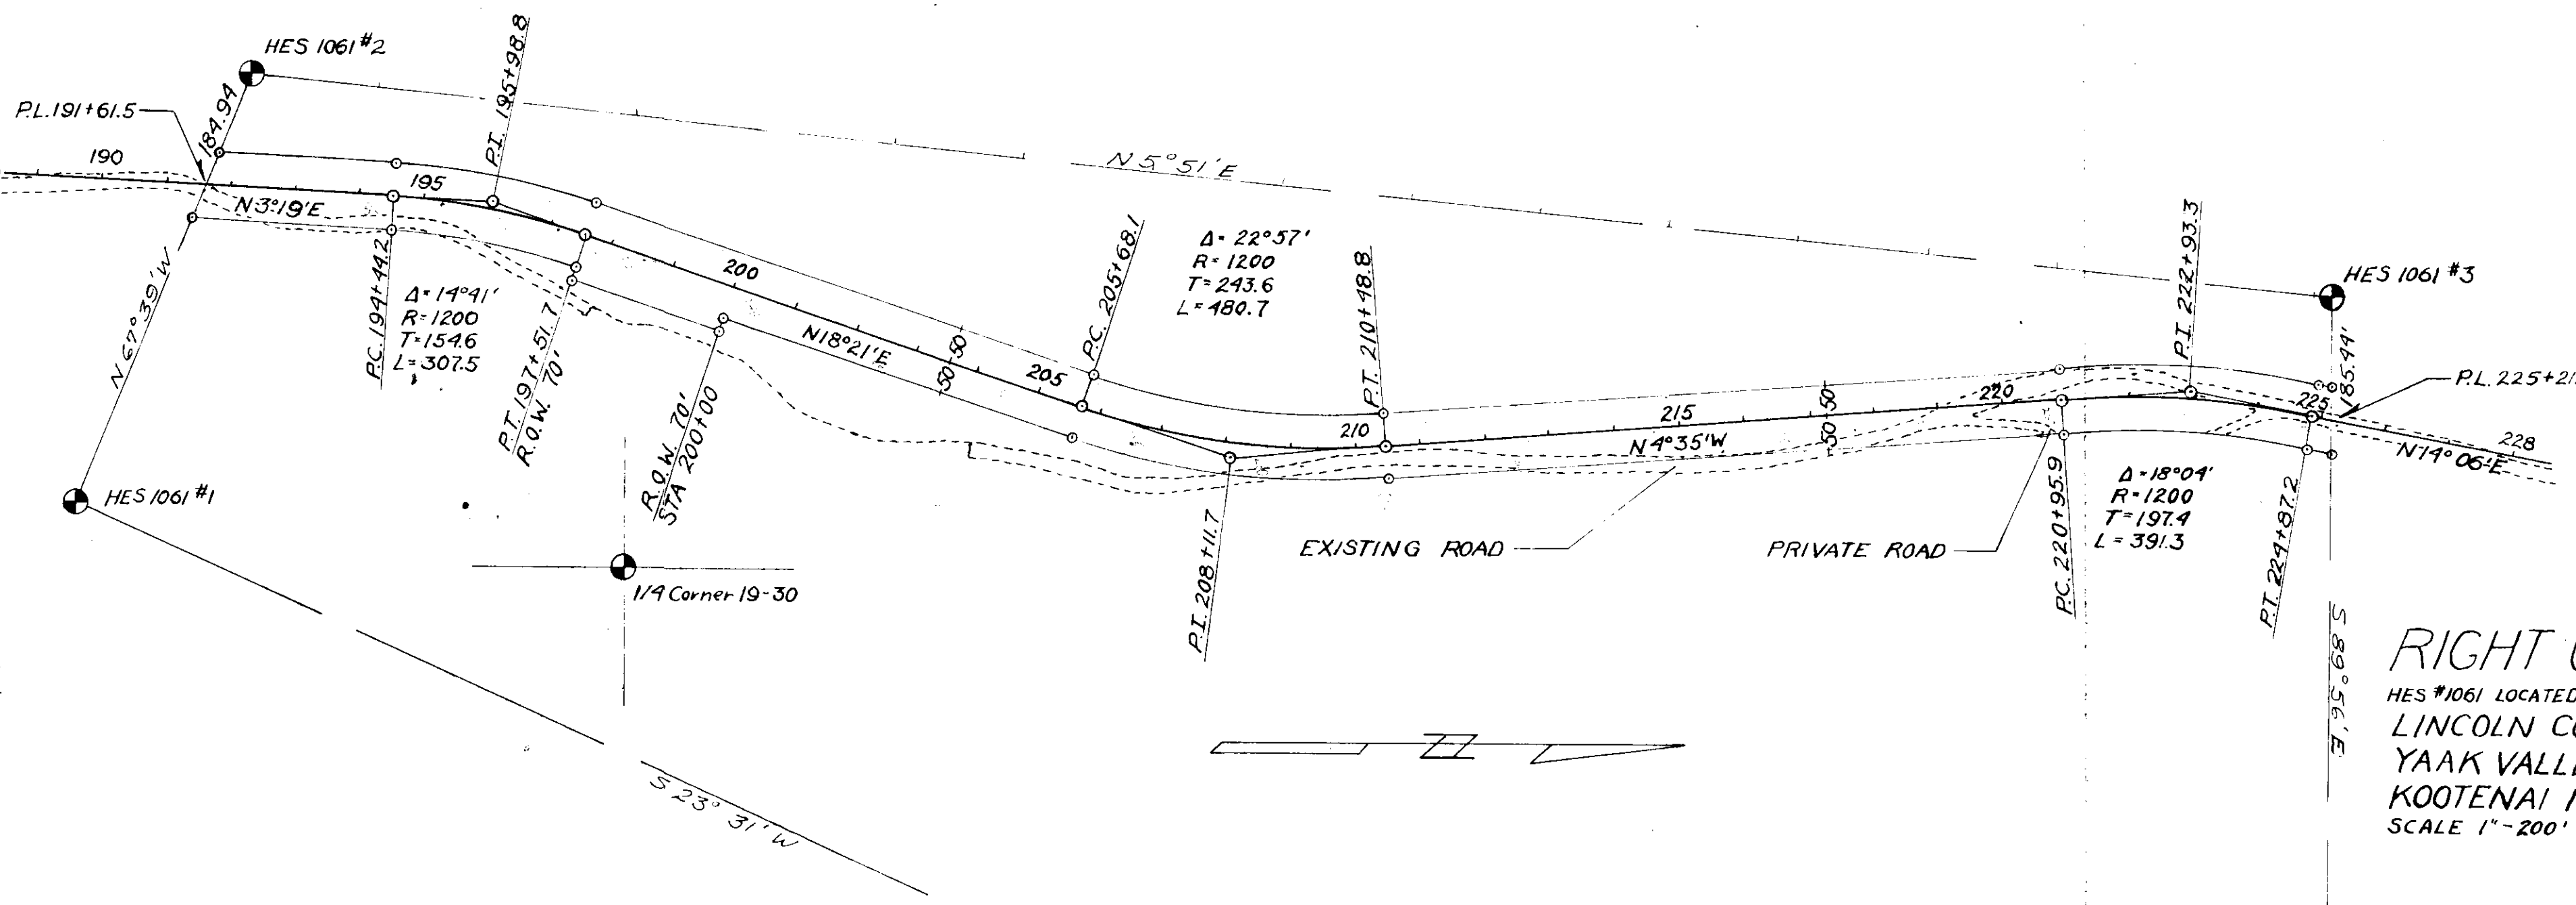 HES 1061 #2
P.L. 191+61.5
184.94
P.I. 195+98.8
190
195
N 3°19'E
N 5°51'E
N 67°39'W
P.C. 194+44.2
Δ = 14°41'
R = 1200
T = 154.6
L = 307.5
P.T. 197+51.7
R.O.W. 70'
200
N18°21'E
R.O.W. 70'
STA 200+00
50
50
205
P.C. 205+68.1
Δ = 22°57'
R = 1200
T = 243.6
L = 480.7
P.T. 210+48.8
210
P.I. 208+11.7
215
N 4°35'W
50
50
220
P.I. 222+93.3
HES 1061 #3
185.44'
P.L. 225+21.
225
228
N14°06'E
P.C. 220+95.9
Δ = 18°04'
R = 1200
T = 197.4
L = 391.3
P.T. 224+87.2
HES 1061 #1
1/4 Corner 19-30
EXISTING ROAD
PRIVATE ROAD
S 23° 31' W
N
S 89° 56' E
RIGHT
HES #1061 LOCATED
LINCOLN CO
YAAK VALL
KOOTENAI
SCALE 1"-200'